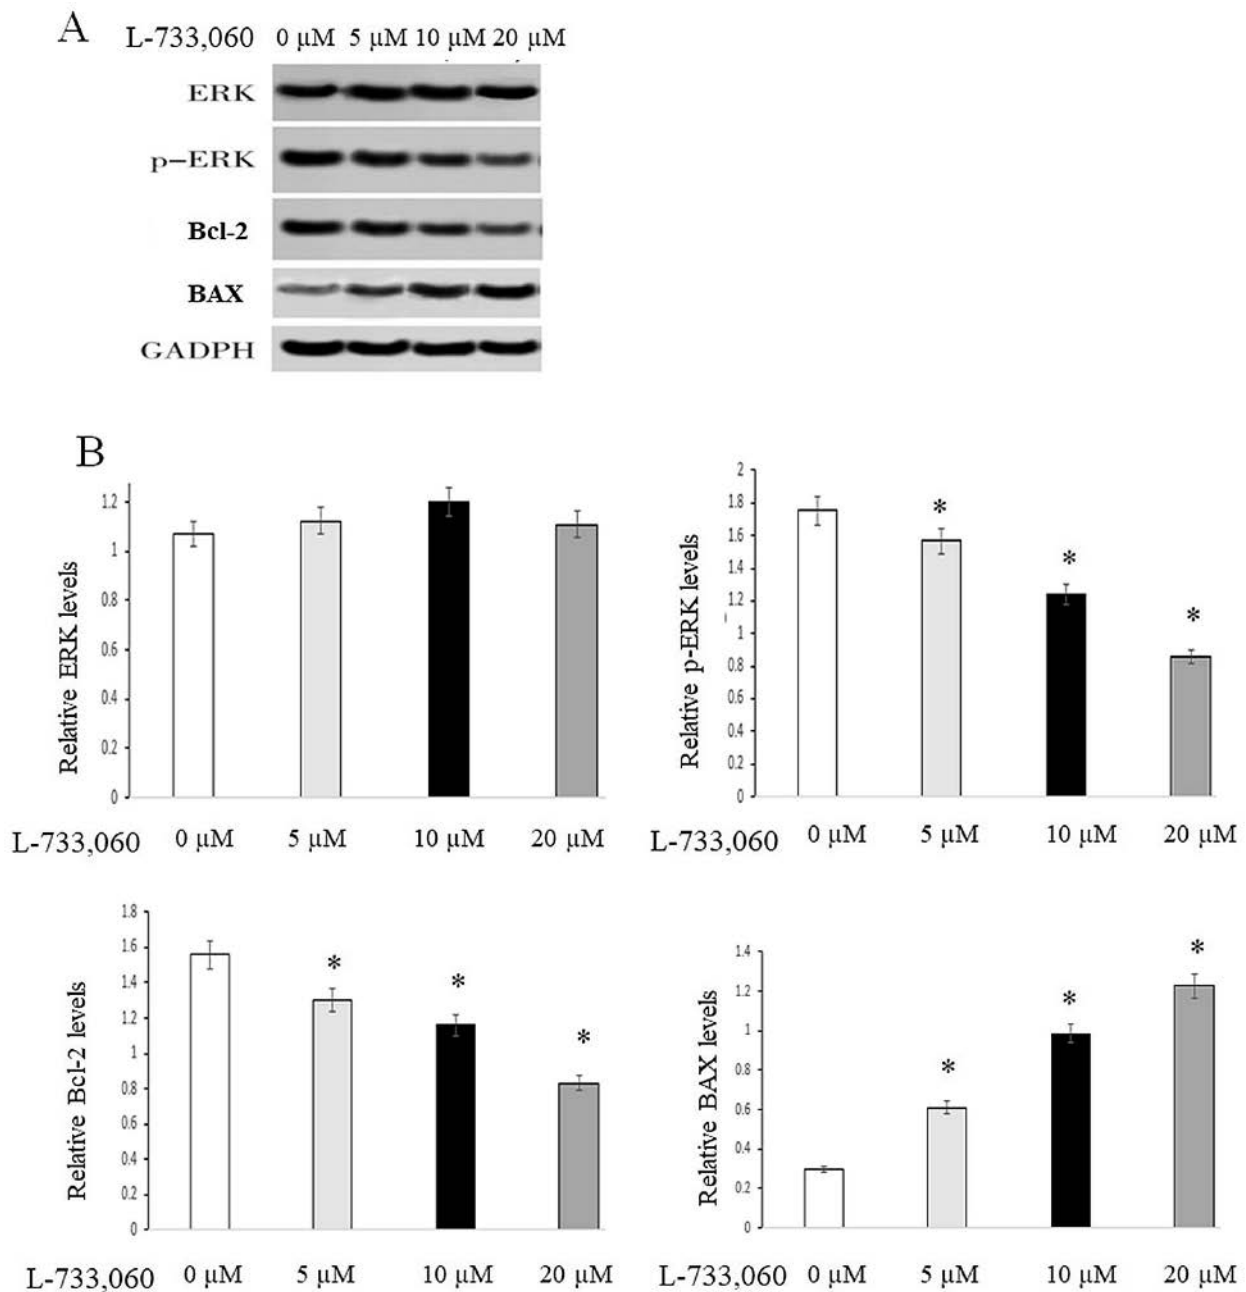 A
L-733,060 0 µM 5 µM 10 µM 20 µM
ERK
p-ERK
Bcl-2
BAX
GADPH
B
Relative ERK levels
1.2
1
0.8
0.6
0.4
0.2
0
L-733,060 0 µM 5 µM 10 µM 20 µM
Relative p-ERK levels
2
1.8
1.6
1.4
1.2
1
0.8
0.6
0.4
0.2
0
* * *
L-733,060 0 µM 5 µM 10 µM 20 µM
Relative Bcl-2 levels
1.8
1.6
1.4
1.2
1
0.8
0.6
0.4
0.2
0
* * *
L-733,060 0 µM 5 µM 10 µM 20 µM
Relative BAX levels
1.4
1.2
1
0.8
0.6
0.4
0.2
0
* * *
L-733,060 0 µM 5 µM 10 µM 20 µM